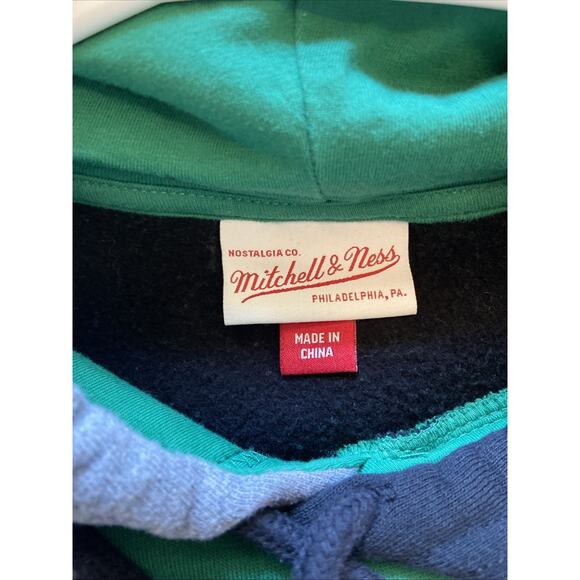 NOSTALGIA CO.
Mitchell & Ness
PHILADELPHIA, PA.
MADE IN
CHINA